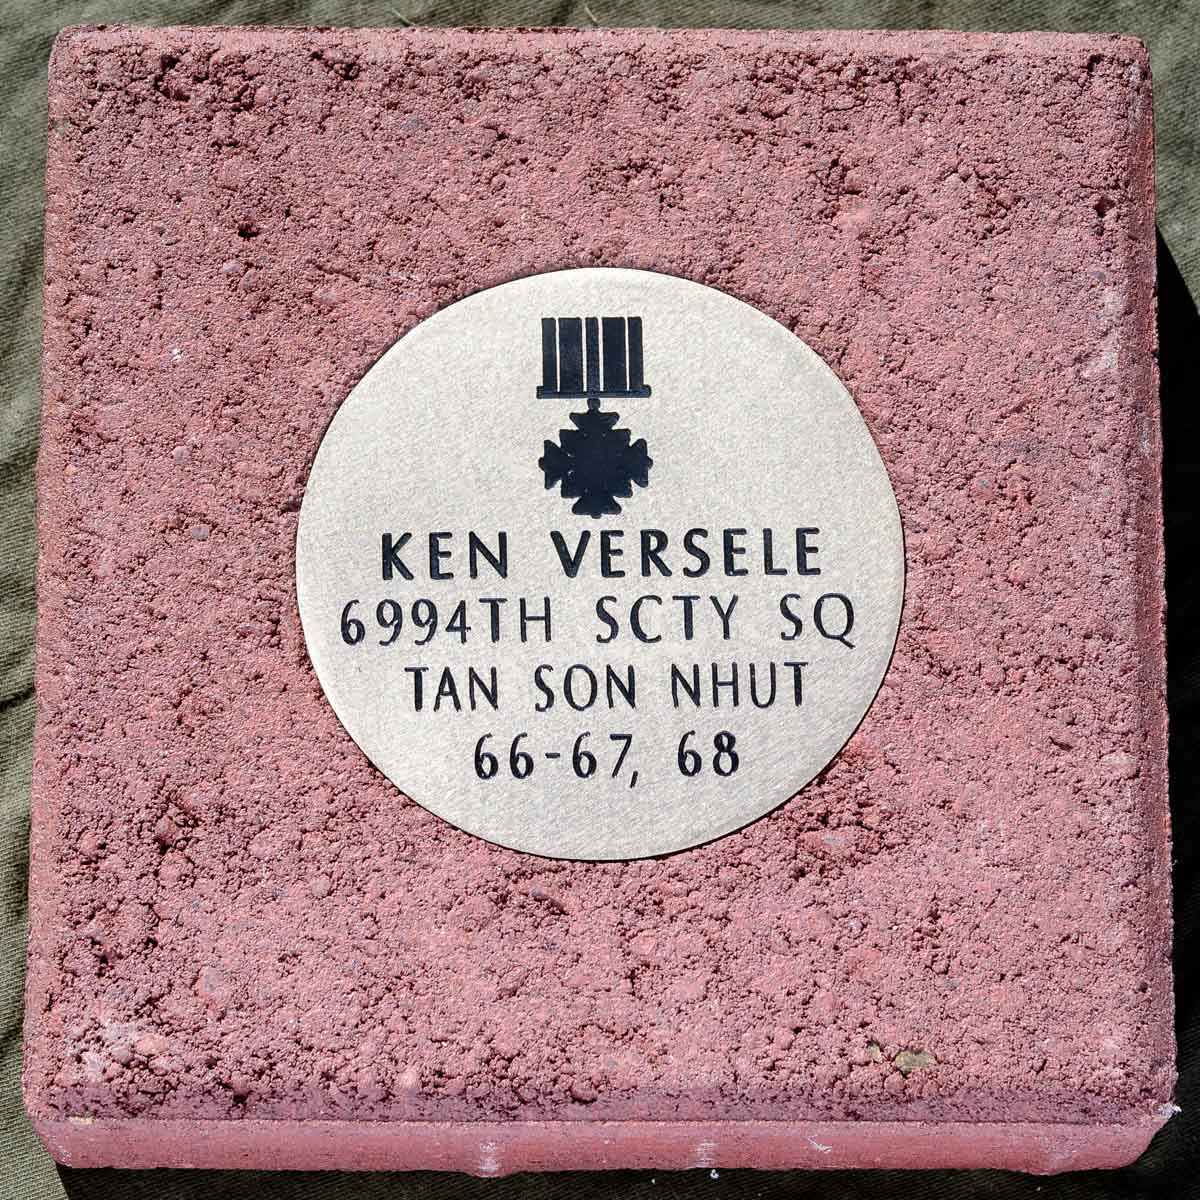 KEN VERSELE
6994TH SCTY SQ
TAN SON NHUT
66-67, 68